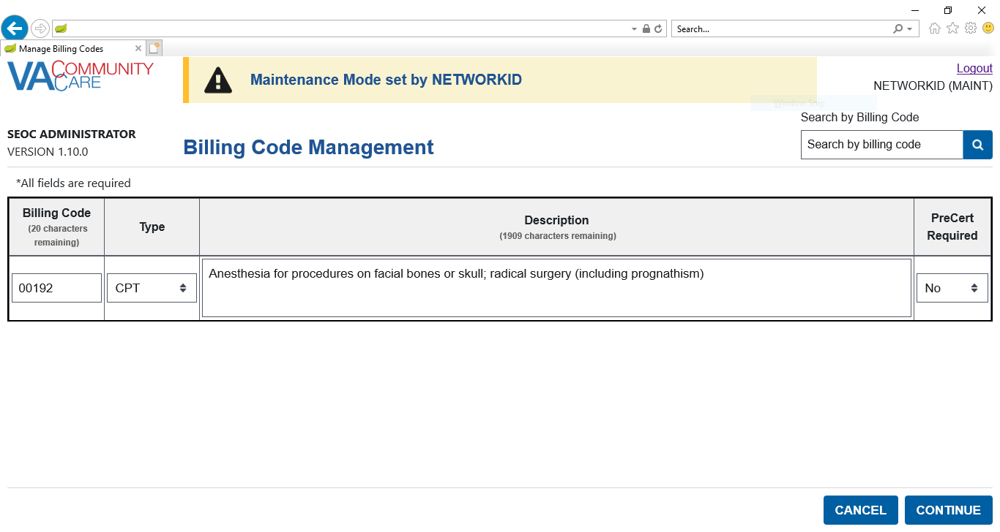 Search...
Manage Billing Codes
VA COMMUNITY CARE
Maintenance Mode set by NETWORKID
Logout
NETWORKID (MAINT)
Window Snip
Search by Billing Code
SEOC ADMINISTRATOR
VERSION 1.10.0
Billing Code Management
Search by billing code
*All fields are required
Billing Code
(20 characters
remaining)
Type
Description
(1909 characters remaining)
PreCert
Required
00192
CPT
Anesthesia for procedures on facial bones or skull; radical surgery (including prognathism)
No
CANCEL
CONTINUE